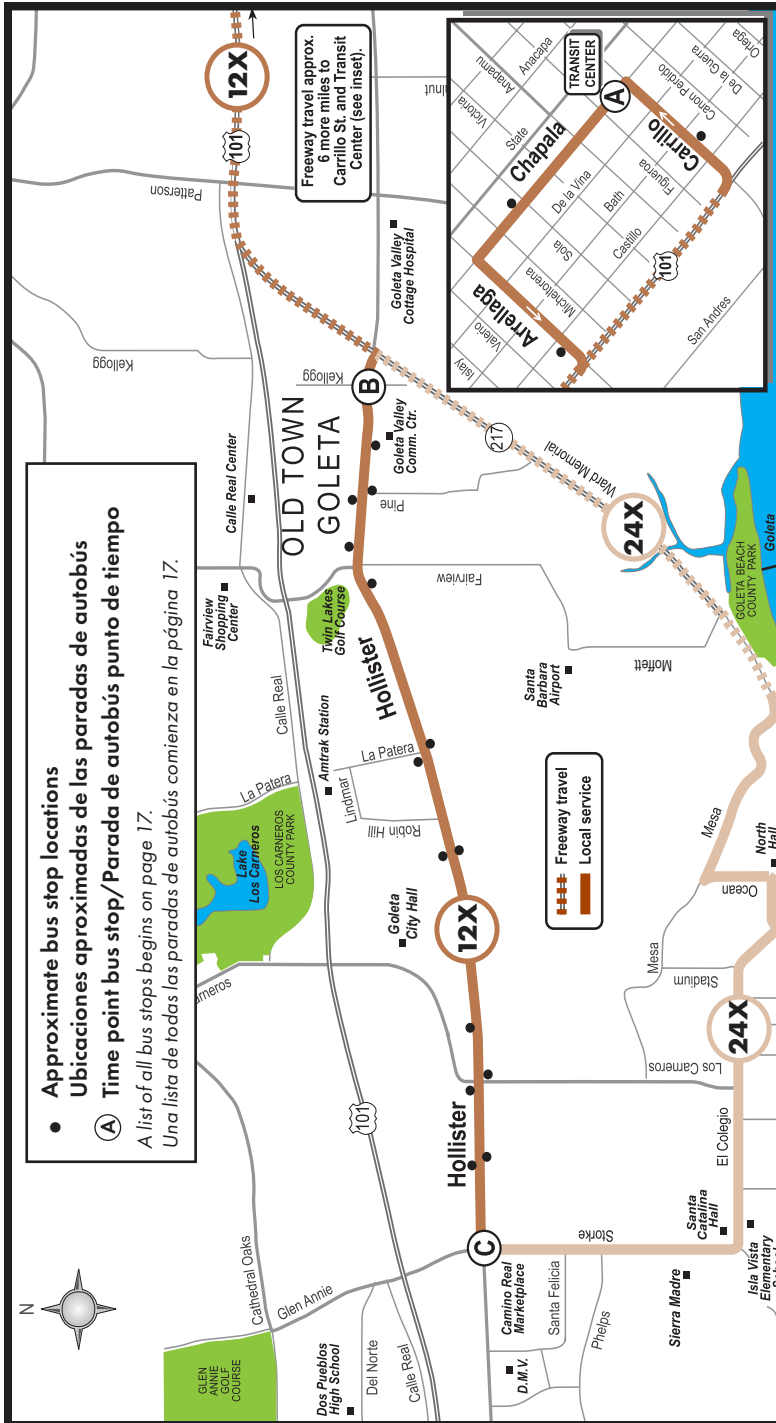 Approximate bus stop locations
Ubicaciones aproximadas de las paradas de autobús
A Time point bus stop/Parada de autobús punto de tiempo
A list of all bus stops begins on page 17.
Una lista de todas las paradas de autobús comienza en la página 17.
N
GLEN
ANNIE
GOLF
COURSE
Cathedral Oaks
Glen Annie
Dos Pueblos
High School
Del Norte
Calle Real
101
Lake
Los Carneros
LOS CARNEROS
COUNTY PARK
La Patera
Calle Real
Fairview
Shopping
Center
Calle Real Center
Kellogg
Patterson
101
12X
Freeway travel approx.
6 more miles to
Carrillo St. and Transit
Center (see inset).
OLD TOWN
GOLETA
Twin Lakes
Golf Course
Amtrak Station
Lindmar
La Patera
Robin Hill
Goleta
City Hall
Hollister
12X
Hollister
C
B
Kellogg
Goleta Valley
Comm. Ctr.
Goleta Valley
Cottage Hospital
Pine
Fairview
217
Ward Memorial
24X
Santa
Barbara
Airport
Moffett
GOLETA BEACH
COUNTY PARK
Goleta
Freeway travel
Local service
Mesa
Mesa
Ocean
North
Stadium
Los Carneros
24X
El Colegio
Storke
Santa
Catalina
Hall
Isla Vista
Elementary
Sierra Madre
Camino Real
Marketplace
Santa Felicia
D.M.V.
Phelps
TRANSIT
CENTER
A
Anacapa
Anapamu
Victoria
State
Chapala
De la Vina
Bath
Castillo
Sola
Micheltorena
Arrellaga
Valerio
Islay
Figueroa
Carrillo
Canon Perdido
De la Guerra
Ortega
101
San Andres